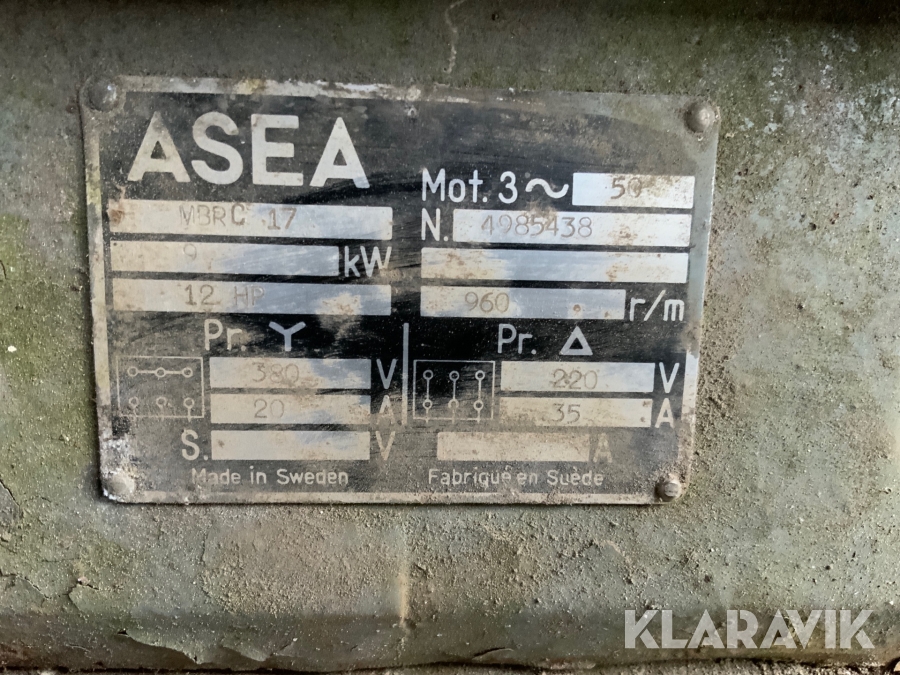 ASEA
Mot. 3~ 50
MBRC 17
N. 4985438
9 kW
12 HP
960 r/m
Pr. Y
Pr. Δ
380 V
220 V
20 A
35 A
S. V
A
Made in Sweden
Fabriqué en Suède
KLARAVIK